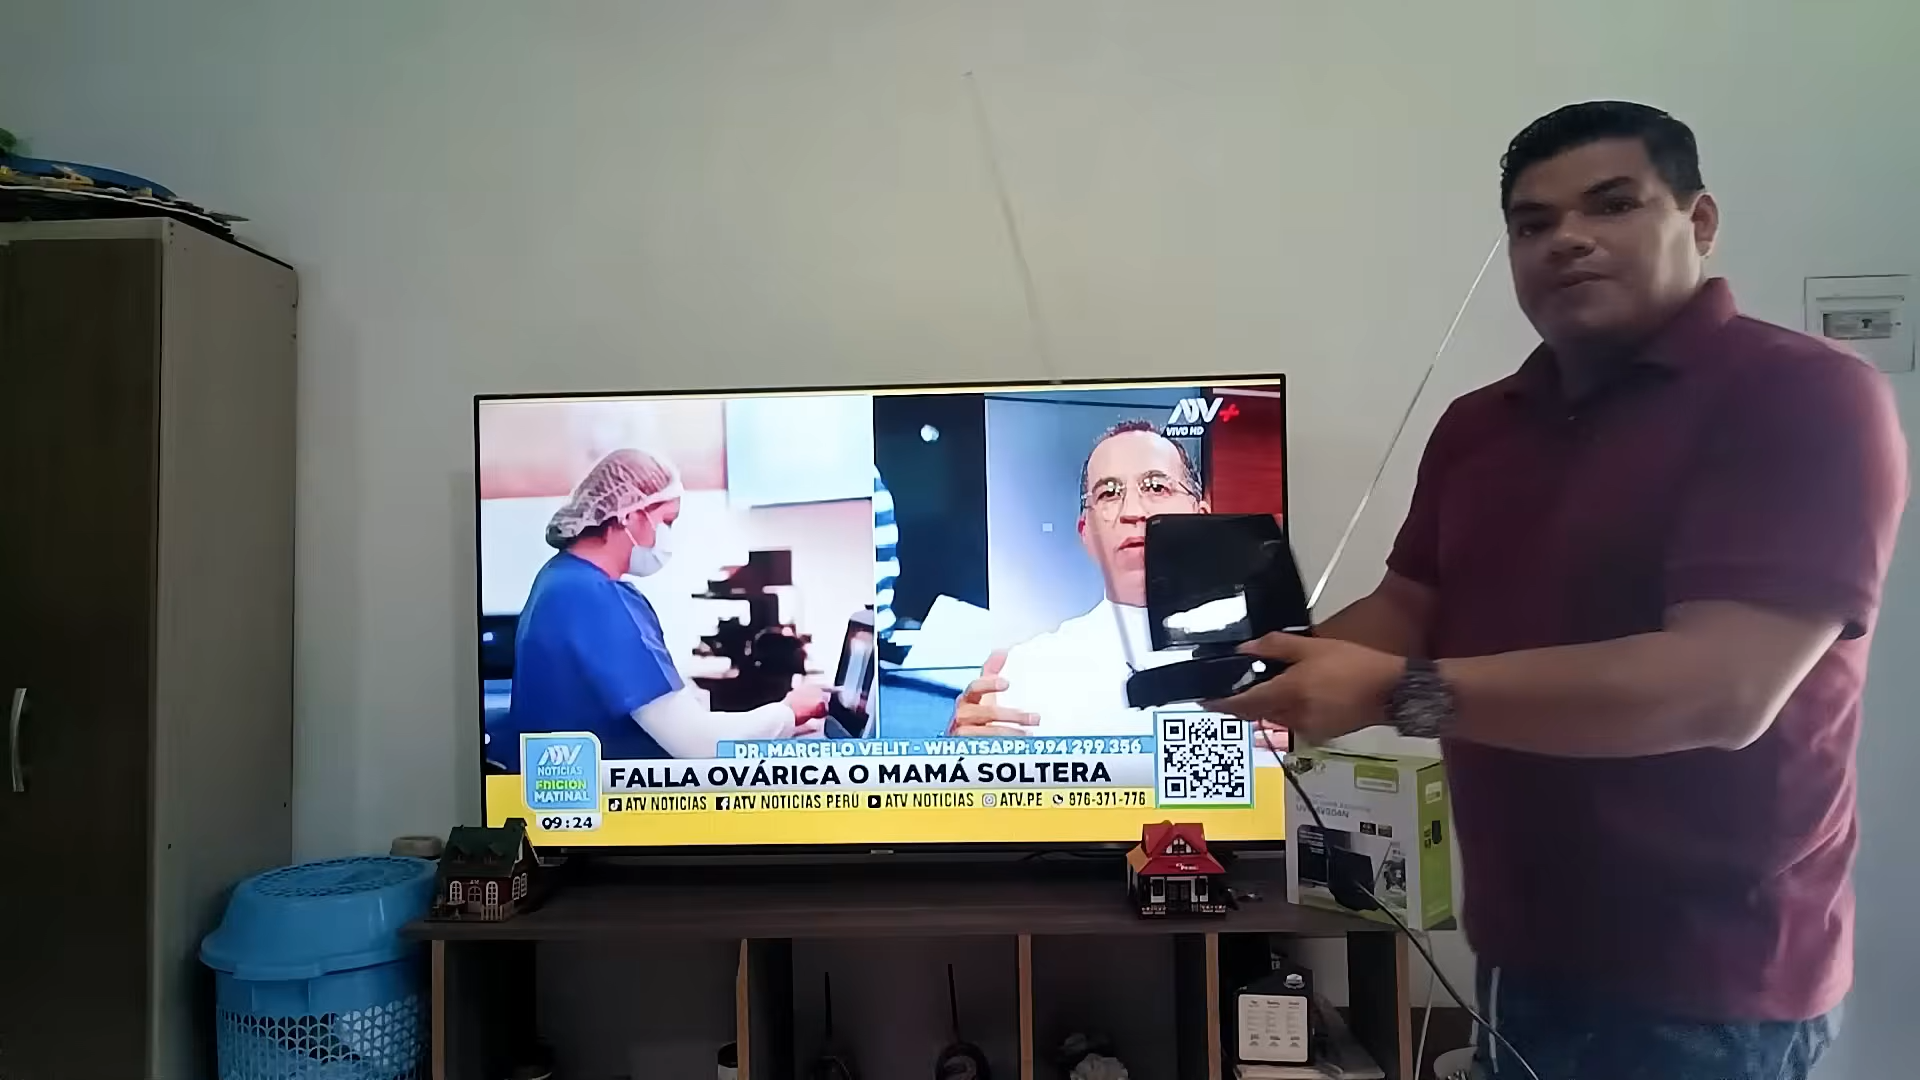 ATV+
VIVO HD
DR. MARCELO VELIT - WHATSAPP: 994 299 356
ATV
NOTICIAS
EDICIÓN
MATINAL
FALLA OVÁRICA O MAMÁ SOLTERA
ATV NOTICIAS ATV NOTICIAS PERÚ ATV NOTICIAS ATV.PE 976-371-776
09:24